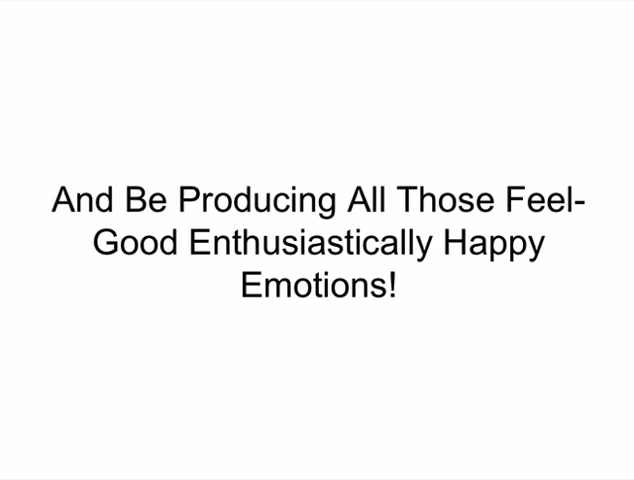 And Be Producing All Those Feel-
Good Enthusiastically Happy
Emotions!